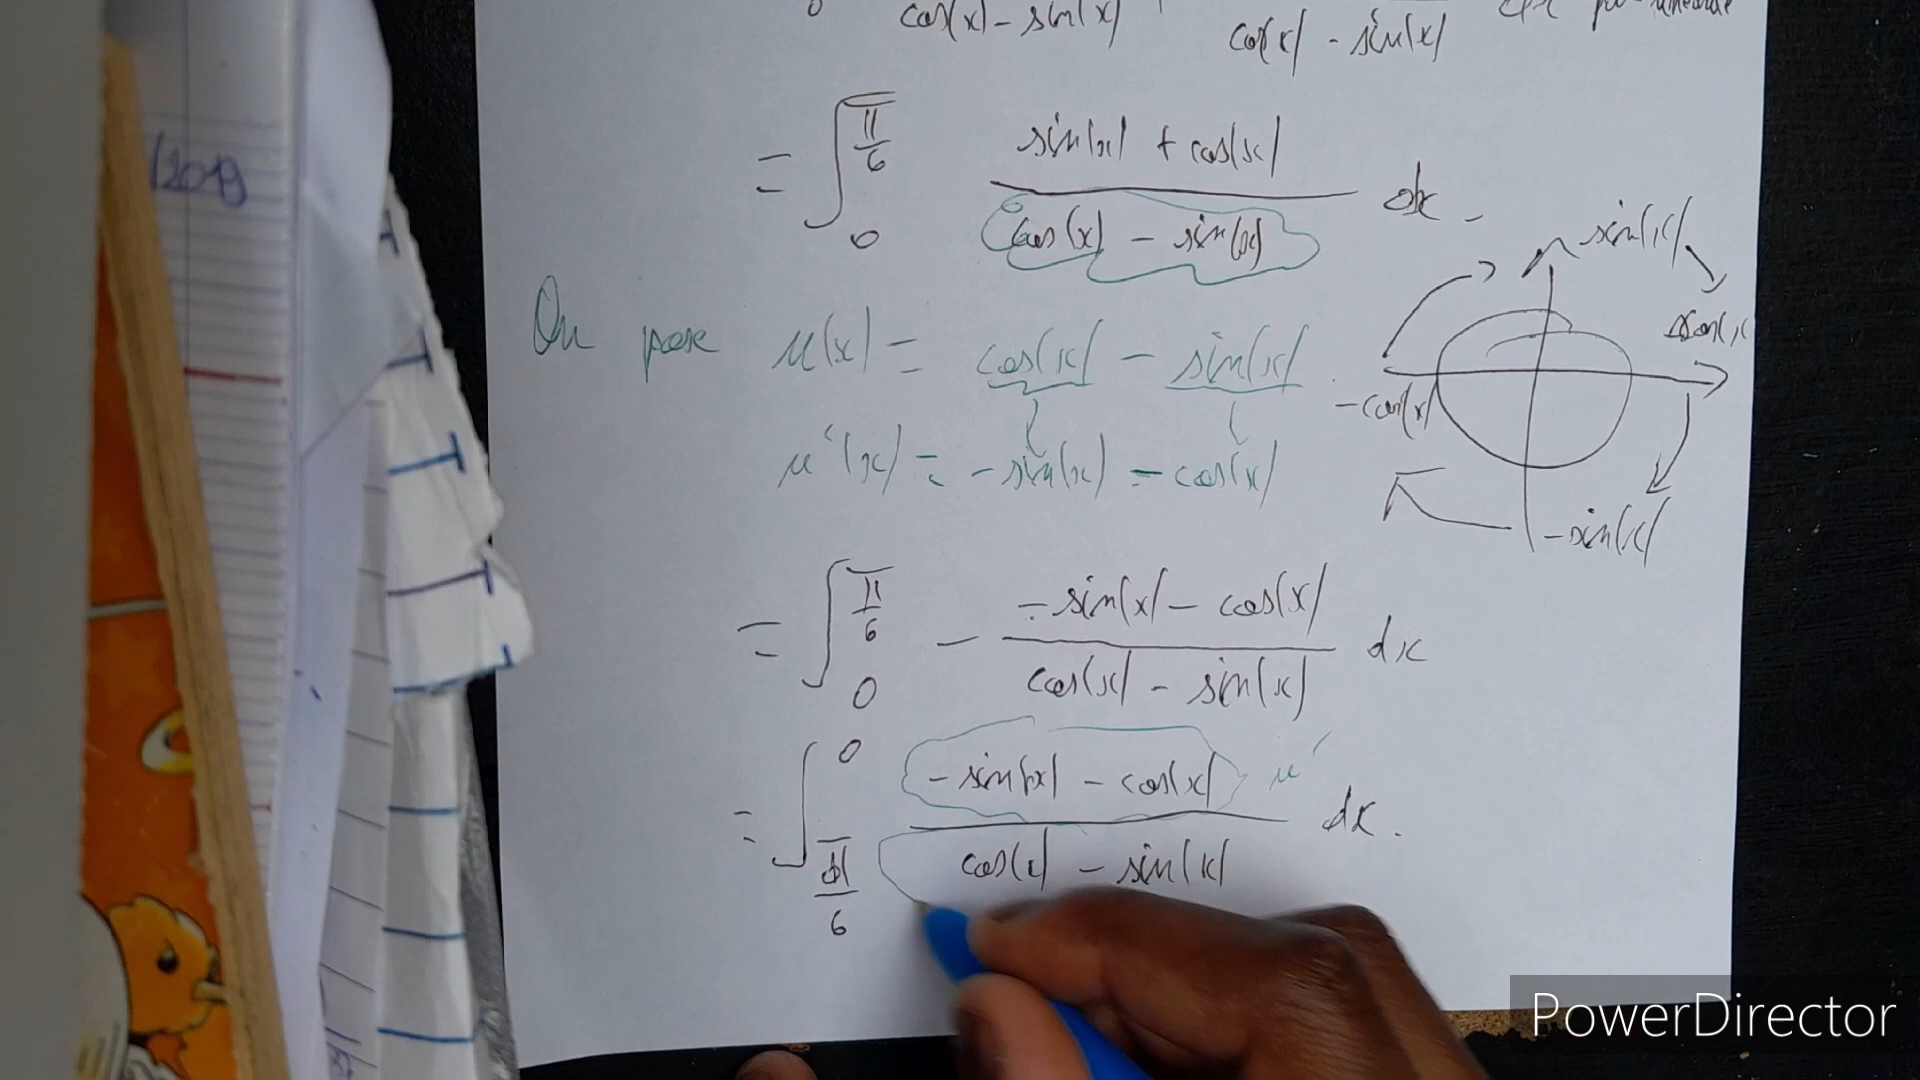 cos(x) - sin(x)
cos(x) - sin(x)
= ∫ π/6 0 sin(x) + cos(x) / cos(x) - sin(x) dx
On pose u(x) = cos(x) - sin(x)
u'(x) = - sin(x) - cos(x)
sin(x)
cos(x)
-sin(x)
-cos(x)
= ∫ π/6 0 - -sin(x) - cos(x) / cos(x) - sin(x) dx
= ∫ 0 π/6 -sin(x) - cos(x) / cos(x) - sin(x) dx.
u'
PowerDirector